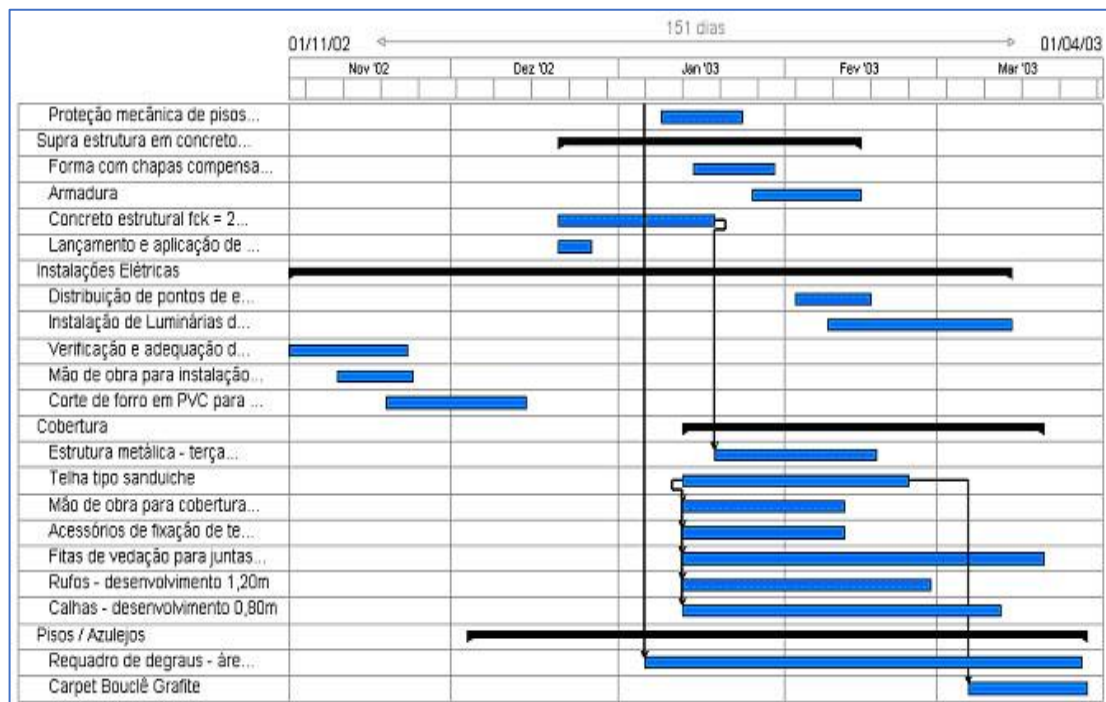 151 dias
01/11/02 01/04/03
Nov '02 Dez '02 Jan '03 Fev '03 Mar '03
Proteção mecânica de pisos...
Supra estrutura em concreto...
Forma com chapas compensa...
Armadura
Concreto estrutural fck = 2...
Lançamento e aplicação de ...
Instalações Elétricas
Distribuição de pontos de e...
Instalação de Luminárias d...
Verificação e adequação d...
Mão de obra para instalação...
Corte de forro em PVC para ...
Cobertura
Estrutura metálica - terça...
Telha tipo sanduiche
Mão de obra para cobertura...
Acessórios de fixação de te...
Fitas de vedação para juntas...
Rufos - desenvolvimento 1,20m
Calhas - desenvolvimento 0,80m
Pisos / Azulejos
Requadro de degraus - áre...
Carpet Bouclê Grafite